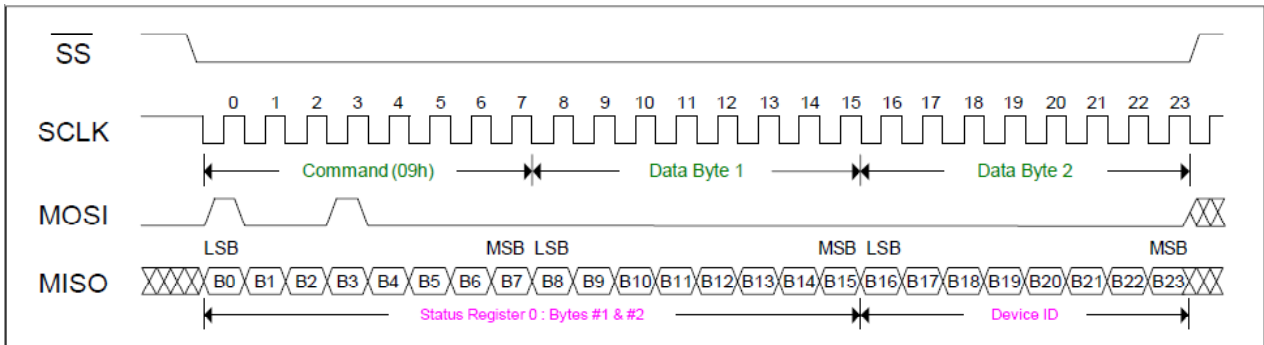 SS
0 1 2 3 4 5 6 7 8 9 10 11 12 13 14 15 16 17 18 19 20 21 22 23
SCLK
Command (09h) Data Byte 1 Data Byte 2
MOSI
LSB MSB LSB MSB LSB MSB
MISO B0 B1 B2 B3 B4 B5 B6 B7 B8 B9 B10 B11 B12 B13 B14 B15 B16 B17 B18 B19 B20 B21 B22 B23
Status Register 0 : Bytes #1 & #2 Device ID